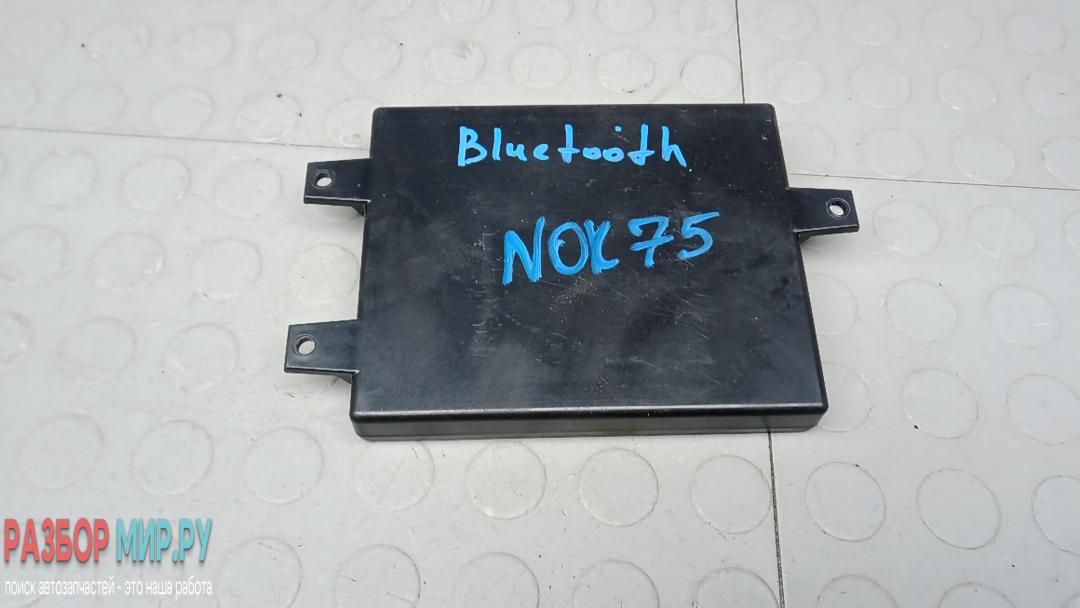 Bluetooth
NOK75
РАЗБОР МИР.РУ
поиск автозапчастей - это наша работа